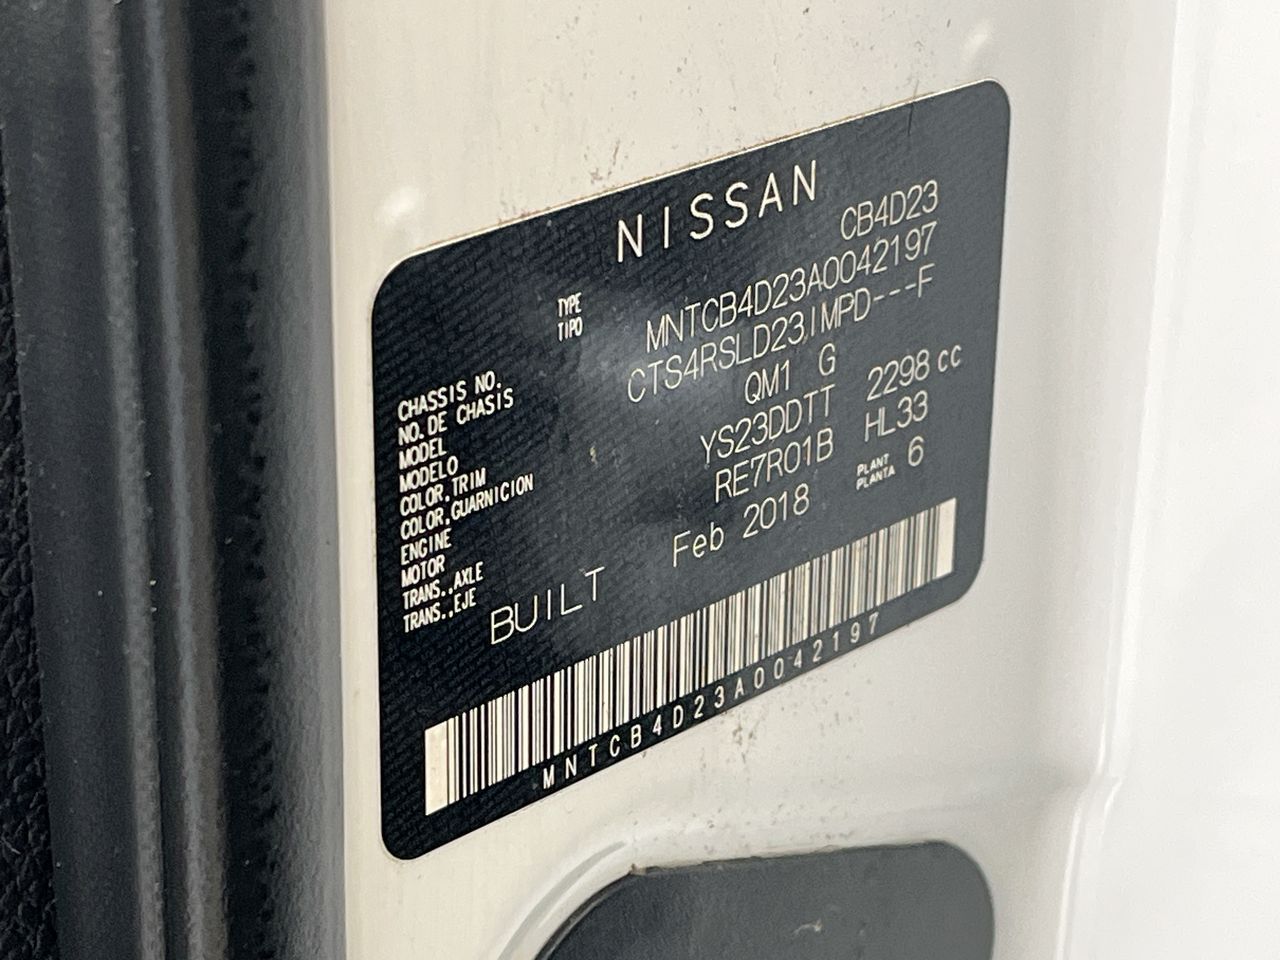 NISSAN
TYPE CB4D23
TIPO
CHASSIS NO. MNTCB4D23A0042197
NO. DE CHASIS
MODEL CTS4RSLD23IMPD---F
MODELO
COLOR,TRIM QM1 G
COLOR,GUARNICION
ENGINE YS23DDTT 2298 cc
MOTOR
TRANS.,AXLE RE7R01B HL33
TRANS.,EJE
PLANT 6
PLANTA
BUILT Feb 2018
MNTCB4D23A0042197